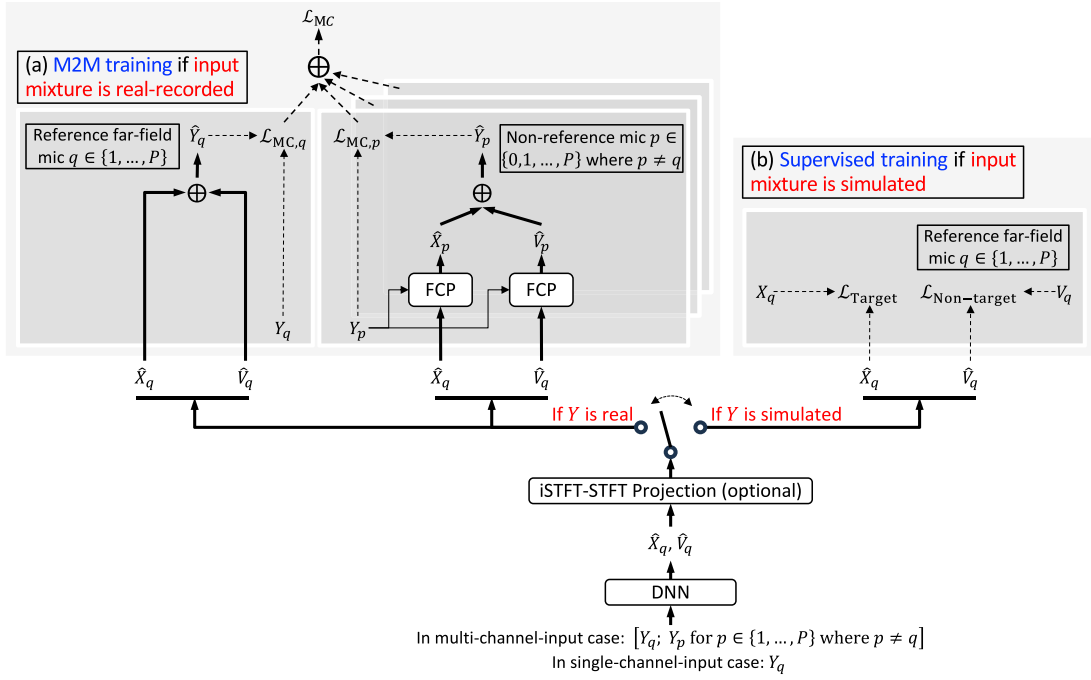 ℒ_MC
(a) M2M training if input
mixture is real-recorded
Reference far-field
mic q ∈ {1, … , P}
Ŷ_q
ℒ_MC,q
ℒ_MC,p
Ŷ_p
Non-reference mic p ∈
{0,1, … , P} where p ≠ q
X̂_p
V̂_p
FCP
FCP
Y_q
Y_p
(b) Supervised training if input
mixture is simulated
Reference far-field
mic q ∈ {1, … , P}
X_q
ℒ_Target
ℒ_Non−target
V_q
X̂_q
V̂_q
X̂_q
V̂_q
X̂_q
V̂_q
If Y is real
If Y is simulated
iSTFT-STFT Projection (optional)
X̂_q, V̂_q
DNN
In multi-channel-input case: [Y_q; Y_p for p ∈ {1, … , P} where p ≠ q]
In single-channel-input case: Y_q